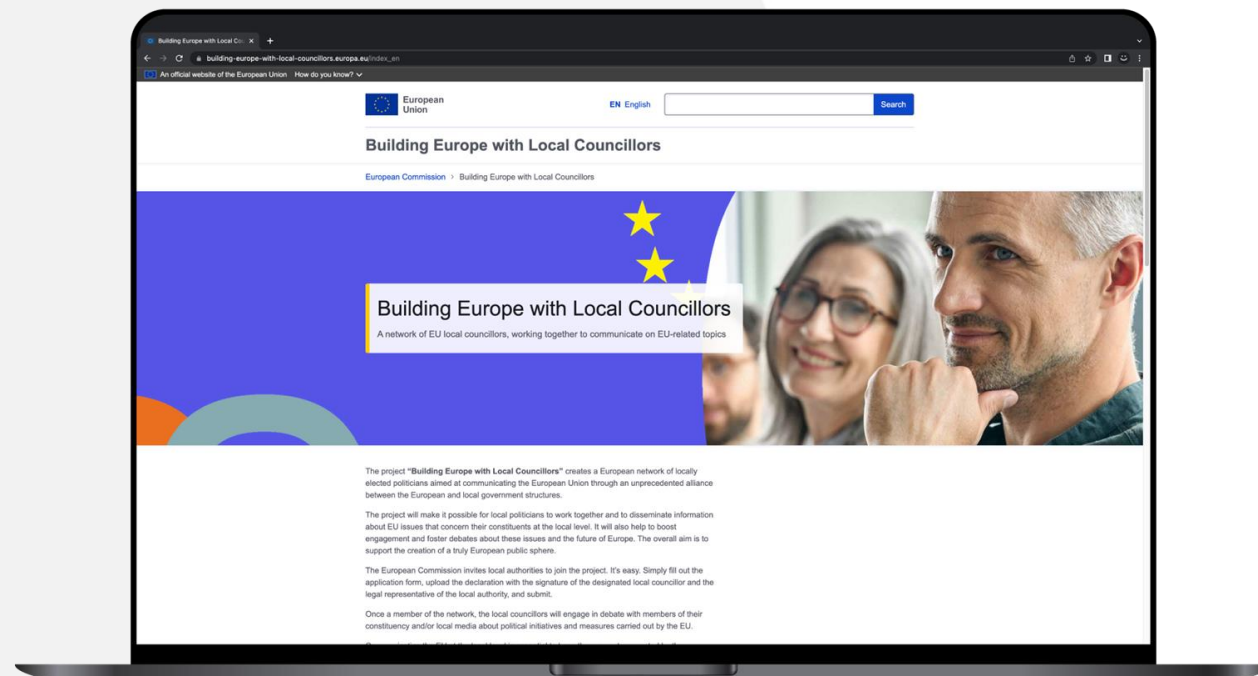 Building Europe with Local Cou
building-europe-with-local-councillors.europa.eu/index_en
An official website of the European Union How do you know?
European
Union
EN English
Search
Building Europe with Local Councillors
European Commission > Building Europe with Local Councillors
Building Europe with Local Councillors
A network of EU local councillors, working together to communicate on EU-related topics
The project "Building Europe with Local Councillors" creates a European network of locally
elected politicians aimed at communicating the European Union through an unprecedented alliance
between the European and local government structures.
The project will make it possible for local politicians to work together and to disseminate information
about EU issues that concern their constituents at the local level. It will also help to boost
engagement and foster debates about these issues and the future of Europe. The overall aim is to
support the creation of a truly European public sphere.
The European Commission invites local authorities to join the project. It's easy. Simply fill out the
application form, upload the declaration with the signature of the designated local councillor and the
legal representative of the local authority, and submit.
Once a member of the network, the local councillors will engage in debate with members of their
constituency and/or local media about political initiatives and measures carried out by the EU.